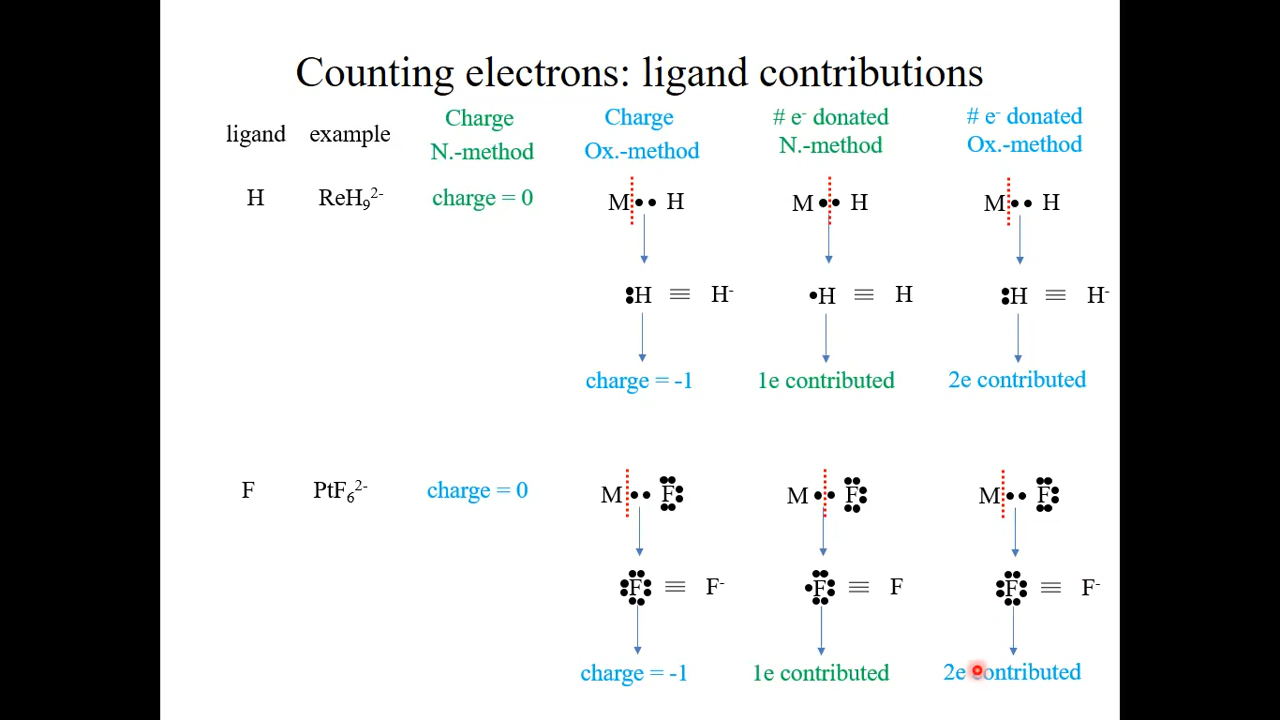 Counting electrons: ligand contributions
ligand example Charge N.-method Charge Ox.-method # e⁻ donated N.-method # e⁻ donated Ox.-method
H ReH₉²⁻ charge = 0 M •• H M •• H M •• H
:H ≡ H⁻ •H ≡ H :H ≡ H⁻
charge = -1 1e contributed 2e contributed
F PtF₆²⁻ charge = 0 M •• F M •• F M •• F
F ≡ F⁻ •F ≡ F F ≡ F⁻
charge = -1 1e contributed 2e contributed